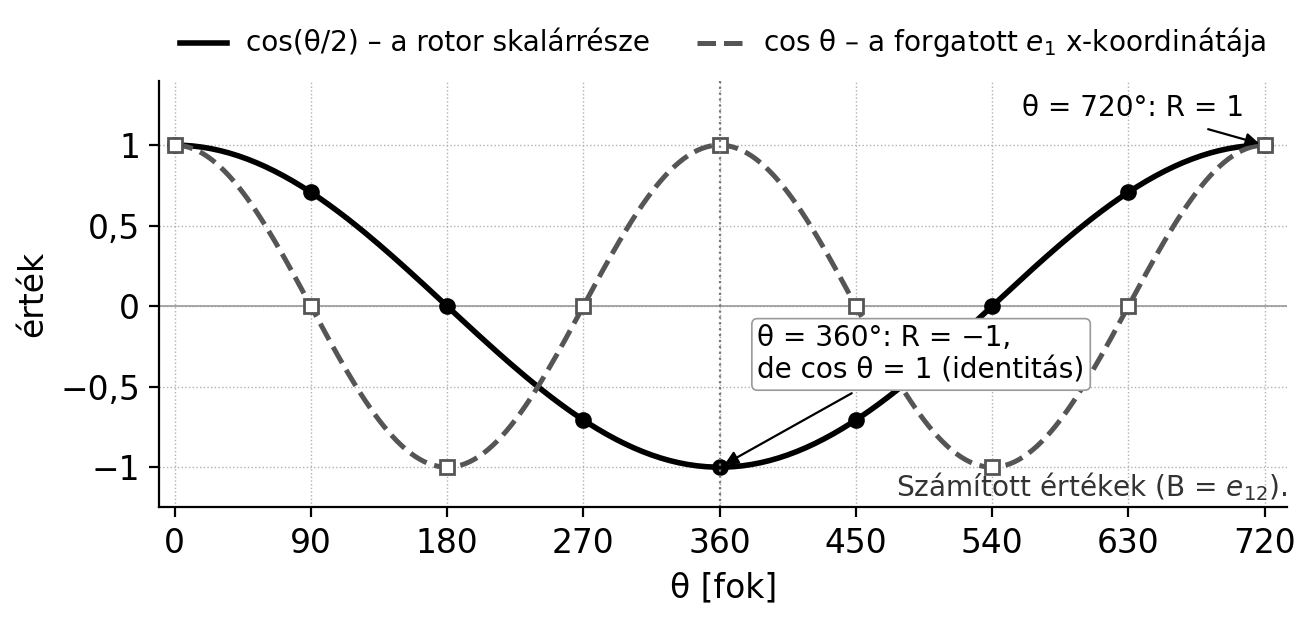 cos(θ/2) – a rotor skalárrésze
cos θ – a forgatott e₁ x-koordinátája
θ = 720°: R = 1
1
0,5
0
−0,5
−1
érték
θ = 360°: R = −1,
de cos θ = 1 (identitás)
Számított értékek (B = e₁₂).
0 90 180 270 360 450 540 630 720
θ [fok]